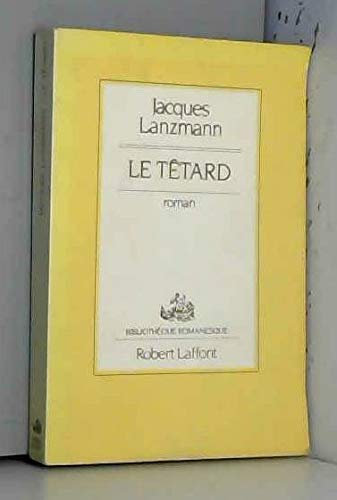 Jacques
Lanzmann
LE TÊTARD
roman
BIBLIOTHÈQUE ROMANESQUE
Robert Laffont